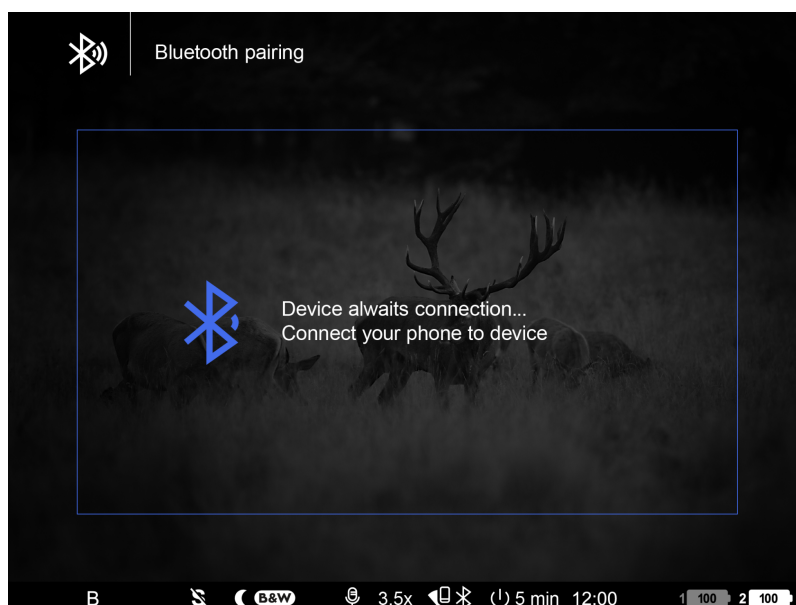 Bluetooth pairing
Device alwaits connection...
Connect your phone to device
B B&W 3.5x 5 min 12:00 1 100 2 100